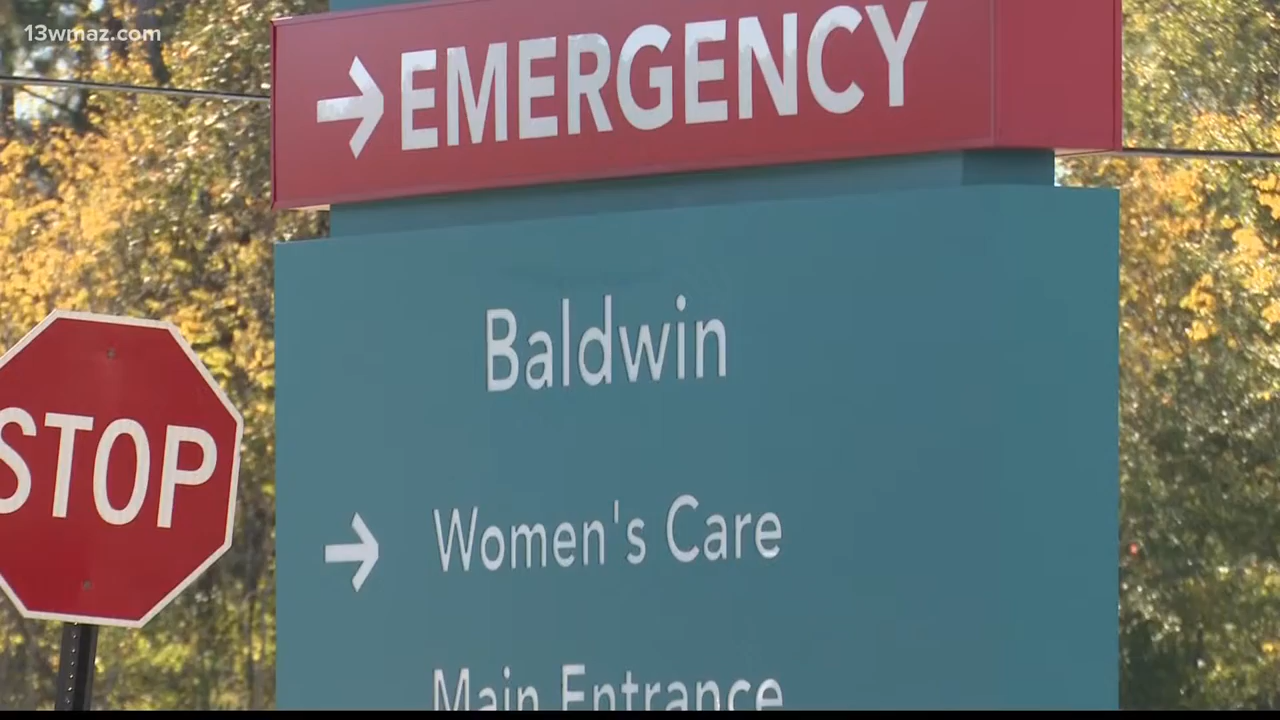 13wmaz.com
→ EMERGENCY
Baldwin
STOP
→ Women's Care
Main Entrance